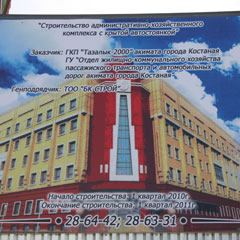 "Строительство административно-хозяйственного
комплекса с крытой автостоянкой"
Заказчик: ГКП "Тазалык 2000" акимата города Костаная
ГУ "Отдел жилищно-коммунального хозяйства
пассажирского транспорта и автомобильных
дорог акимата города Костаная
Генподрядчик: ТОО "БК-СТРОЙ"
Начало строительства: 1 квартал 2010г
Окончание строительства: 1 квартал 2011г
• 28-64-42; 28-63-31 •